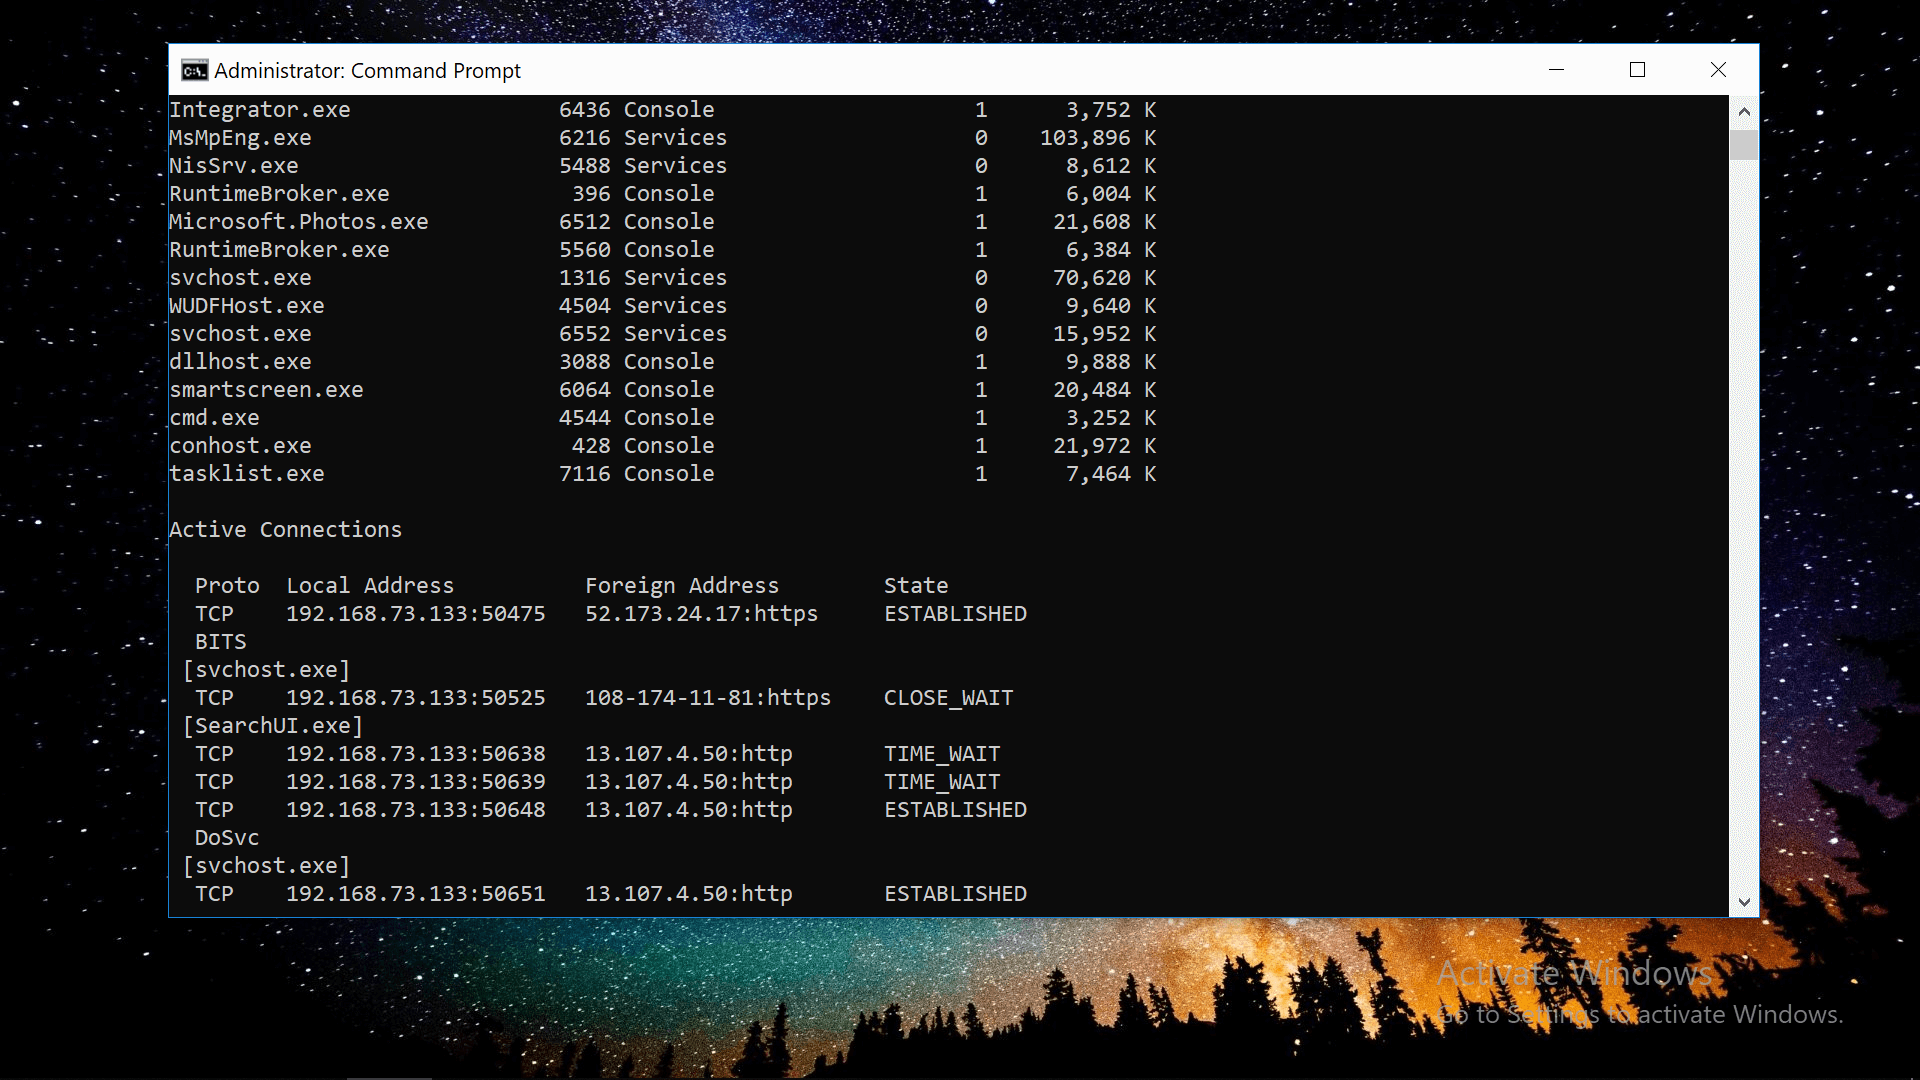 Administrator: Command Prompt
Integrator.exe                6436 Console                    1      3,752 K
MsMpEng.exe                   6216 Services                   0    103,896 K
NisSrv.exe                    5488 Services                   0      8,612 K
RuntimeBroker.exe              396 Console                    1      6,004 K
Microsoft.Photos.exe          6512 Console                    1     21,608 K
RuntimeBroker.exe             5560 Console                    1      6,384 K
svchost.exe                   1316 Services                   0     70,620 K
WUDFHost.exe                  4504 Services                   0      9,640 K
svchost.exe                   6552 Services                   0     15,952 K
dllhost.exe                   3088 Console                    1      9,888 K
smartscreen.exe               6064 Console                    1     20,484 K
cmd.exe                       4544 Console                    1      3,252 K
conhost.exe                    428 Console                    1     21,972 K
tasklist.exe                  7116 Console                    1      7,464 K
Active Connections
  Proto  Local Address          Foreign Address        State
  TCP    192.168.73.133:50475   52.173.24.17:https     ESTABLISHED
  BITS
 [svchost.exe]
  TCP    192.168.73.133:50525   108-174-11-81:https    CLOSE_WAIT
 [SearchUI.exe]
  TCP    192.168.73.133:50638   13.107.4.50:http       TIME_WAIT
  TCP    192.168.73.133:50639   13.107.4.50:http       TIME_WAIT
  TCP    192.168.73.133:50648   13.107.4.50:http       ESTABLISHED
  DoSvc
 [svchost.exe]
  TCP    192.168.73.133:50651   13.107.4.50:http       ESTABLISHED
Activate Windows
Go to Settings to activate Windows.